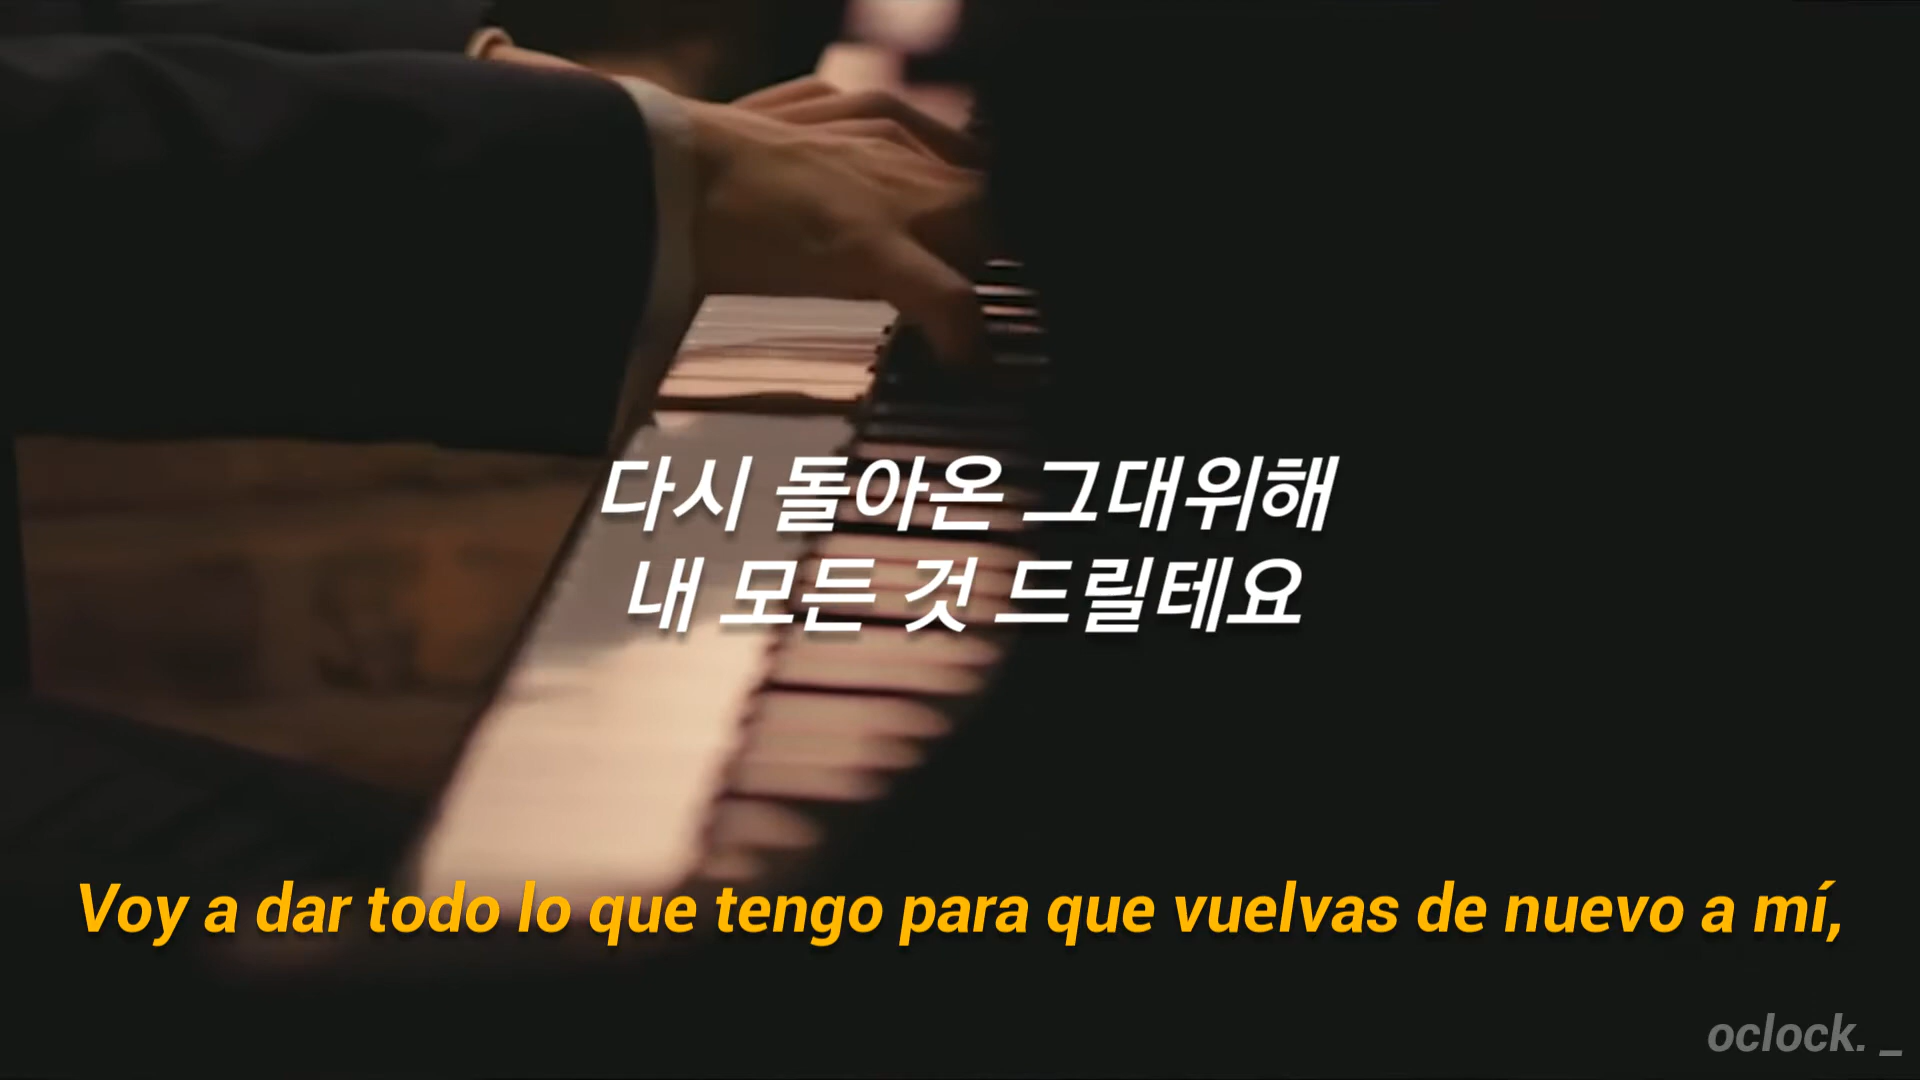 다시 돌아온 그대위해
내 모든 것 드릴테요
Voy a dar todo lo que tengo para que vuelvas de nuevo a mí,
oclock. _